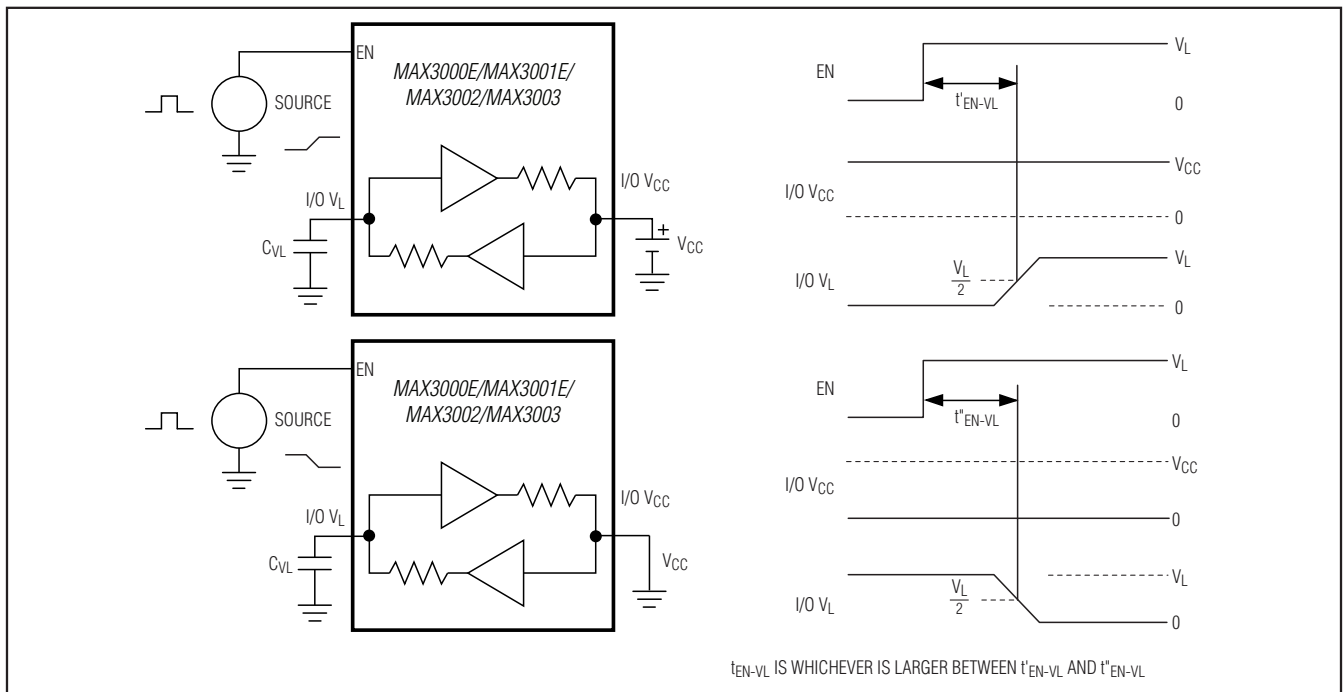 EN
MAX3000E/MAX3001E/
MAX3002/MAX3003
SOURCE
I/O VL
I/O VCC
CVL
+
VCC
EN
VL
t'EN-VL
0
VCC
I/O VCC
0
VL
VL
2
I/O VL
0
EN
MAX3000E/MAX3001E/
MAX3002/MAX3003
SOURCE
I/O VL
I/O VCC
CVL
VCC
VL
EN
t"EN-VL
0
VCC
I/O VCC
0
VL
VL
2
I/O VL
0
tEN-VL IS WHICHEVER IS LARGER BETWEEN t'EN-VL AND t"EN-VL